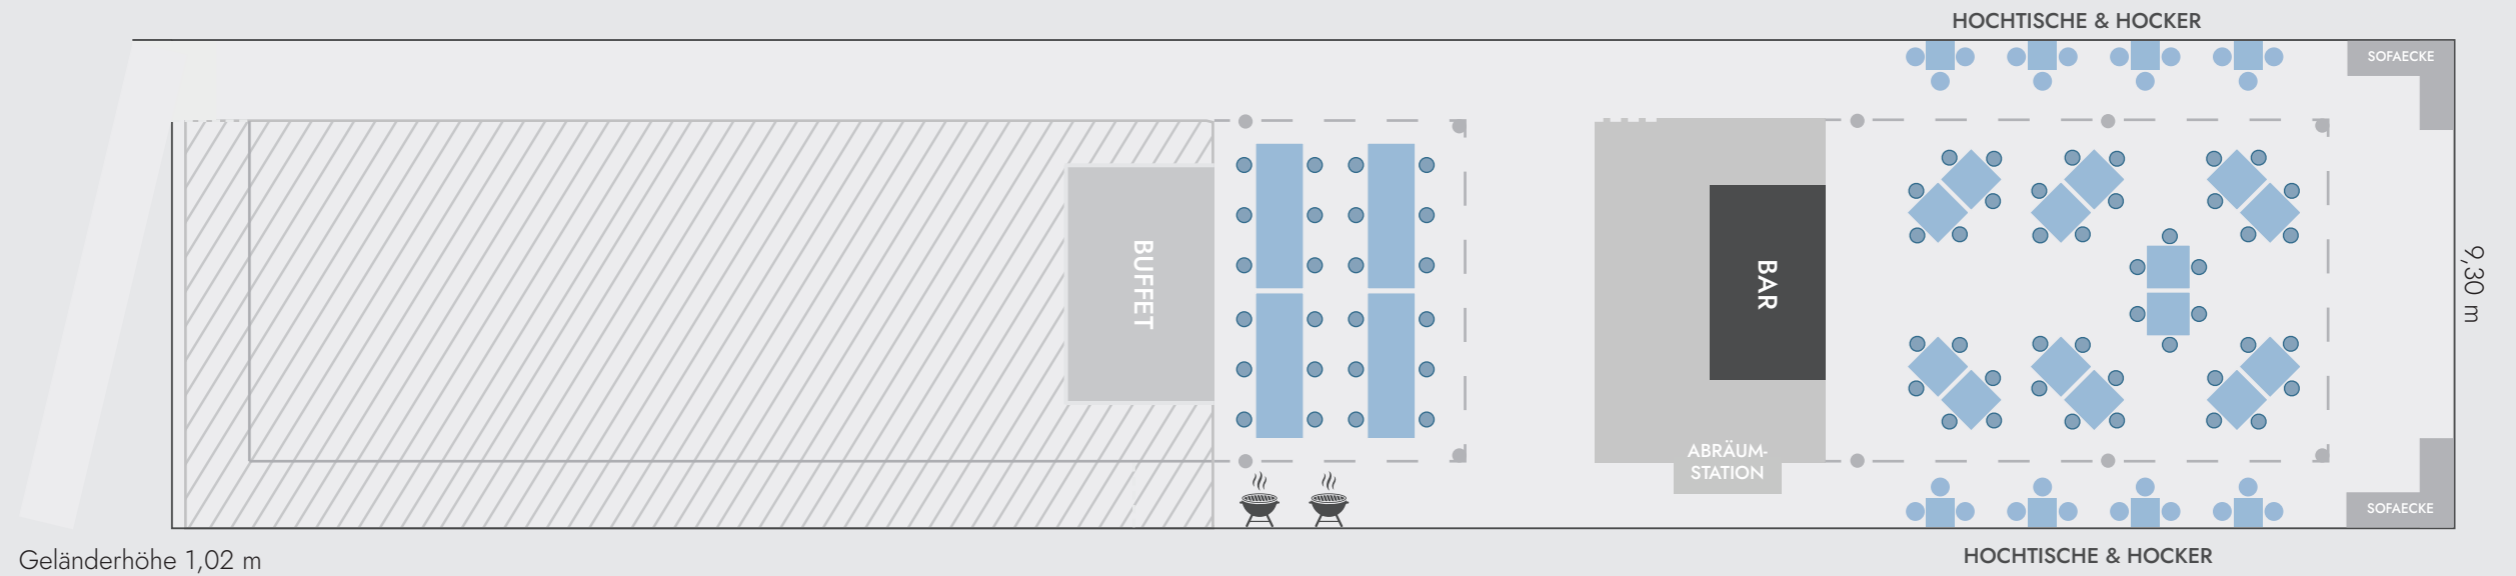 HOCHTISCHE & HOCKER
SOFAECKE
BUFFET
BAR
9,30 m
ABRÄUM-
STATION
SOFAECKE
Geländerhöhe 1,02 m
HOCHTISCHE & HOCKER